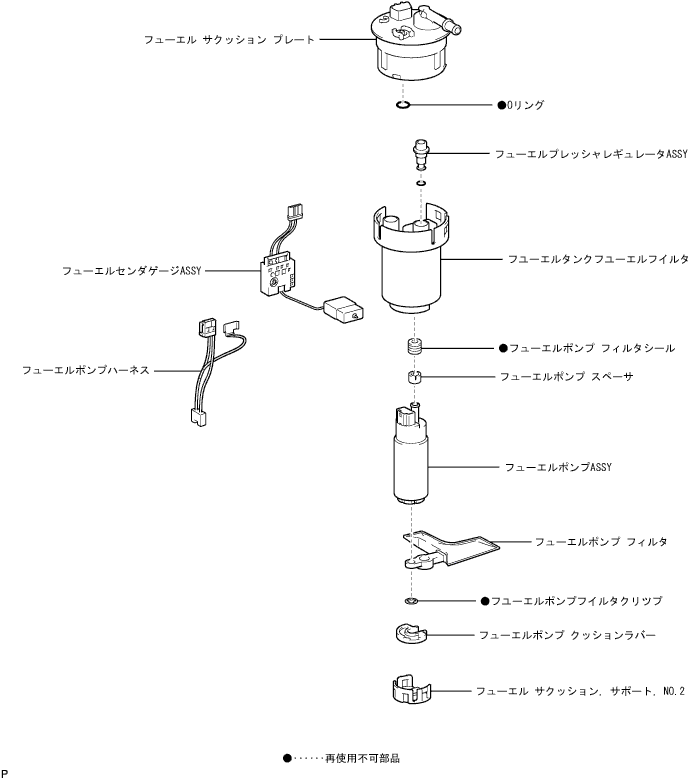 フューエル サクッション プレート
●Oリング
フューエルプレッシャレギュレータASSY
フユーエルタンクフユーエルフイルタ
フューエルセンダゲージASSY
●フューエルポンプ フィルタシール
フューエルポンプハーネス
フューエルポンプ スペーサ
フューエルポンプASSY
フューエルポンプ フィルタ
●フユーエルポンプフイルタクリツプ
フューエルポンプ クッションラバー
フューエル サクッション, サポート, NO.2
●‥‥‥再使用不可部品
P